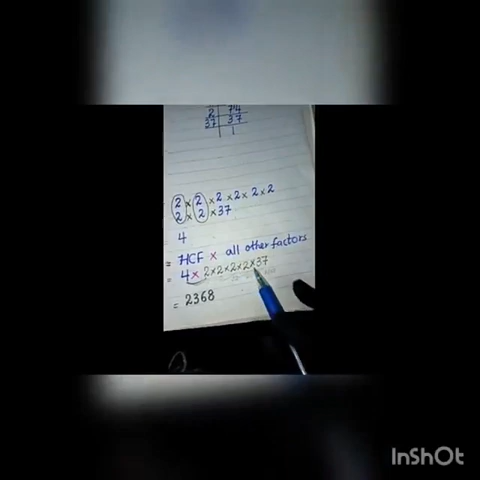 2 74
37 37
1
2 × 2 × 2 × 2 × 2 × 2
2 × 2 × 37
4
= HCF × all other factors
= 4 × 2×2×2×2×37
= 2368
InShOt